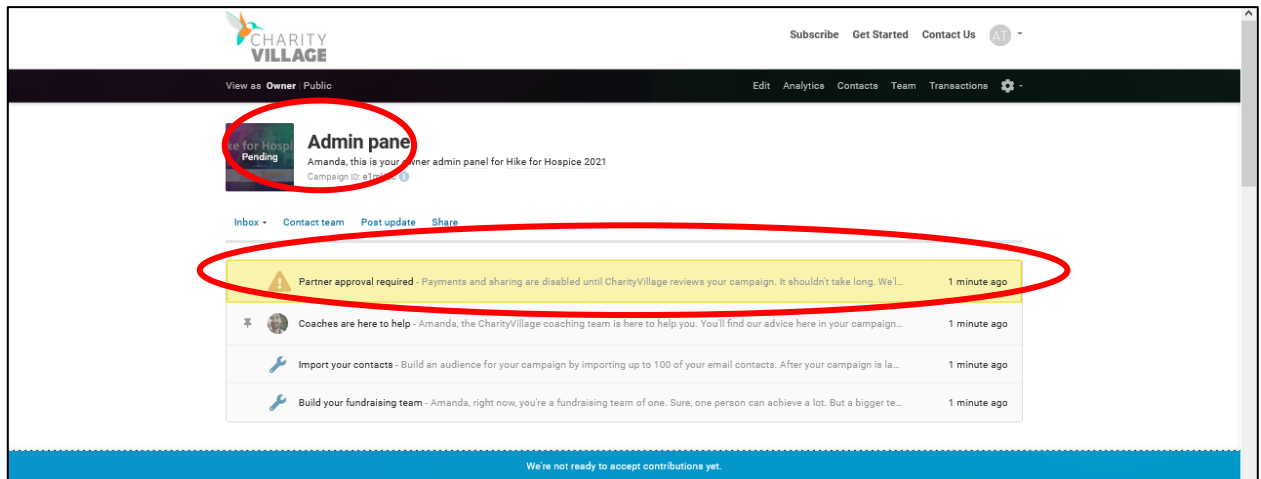 CHARITY
VILLAGE
Subscribe Get Started Contact Us AT
View as Owner Public
Edit Analytics Contacts Team Transactions
ke for Hospi
Pending
Admin pane
Amanda, this is your owner admin panel for Hike for Hospice 2021
Campaign ID:
Inbox Contact team Post update Share
Partner approval required - Payments and sharing are disabled until CharityVillage reviews your campaign. It shouldn't take long. We'l... 1 minute ago
Coaches are here to help - Amanda, the CharityVillage coaching team is here to help you. You'll find our advice here in your campaign... 1 minute ago
Import your contacts - Build an audience for your campaign by importing up to 100 of your email contacts. After your campaign is la... 1 minute ago
Build your fundraising team - Amanda, right now, you're a fundraising team of one. Sure, one person can achieve a lot. But a bigger te... 1 minute ago
We're not ready to accept contributions yet.